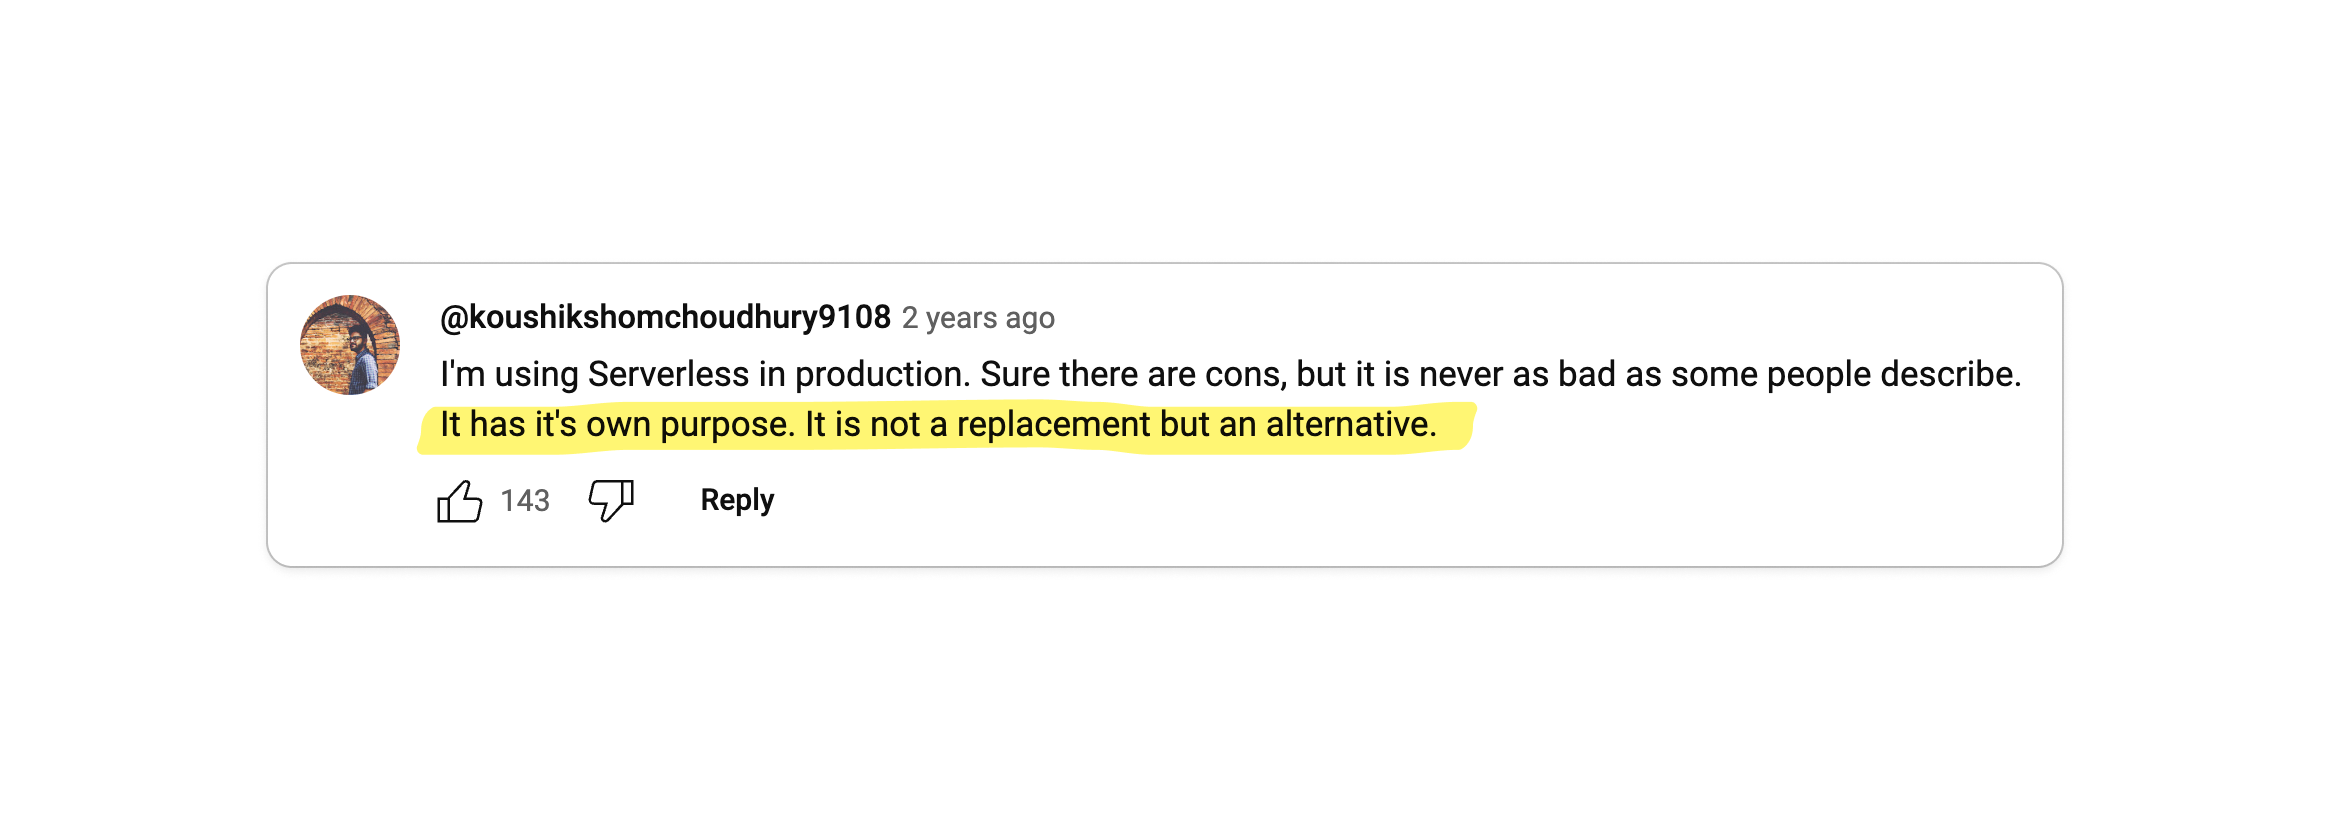 @koushikshomchoudhury9108 2 years ago
I'm using Serverless in production. Sure there are cons, but it is never as bad as some people describe.
It has it's own purpose. It is not a replacement but an alternative.
143 Reply